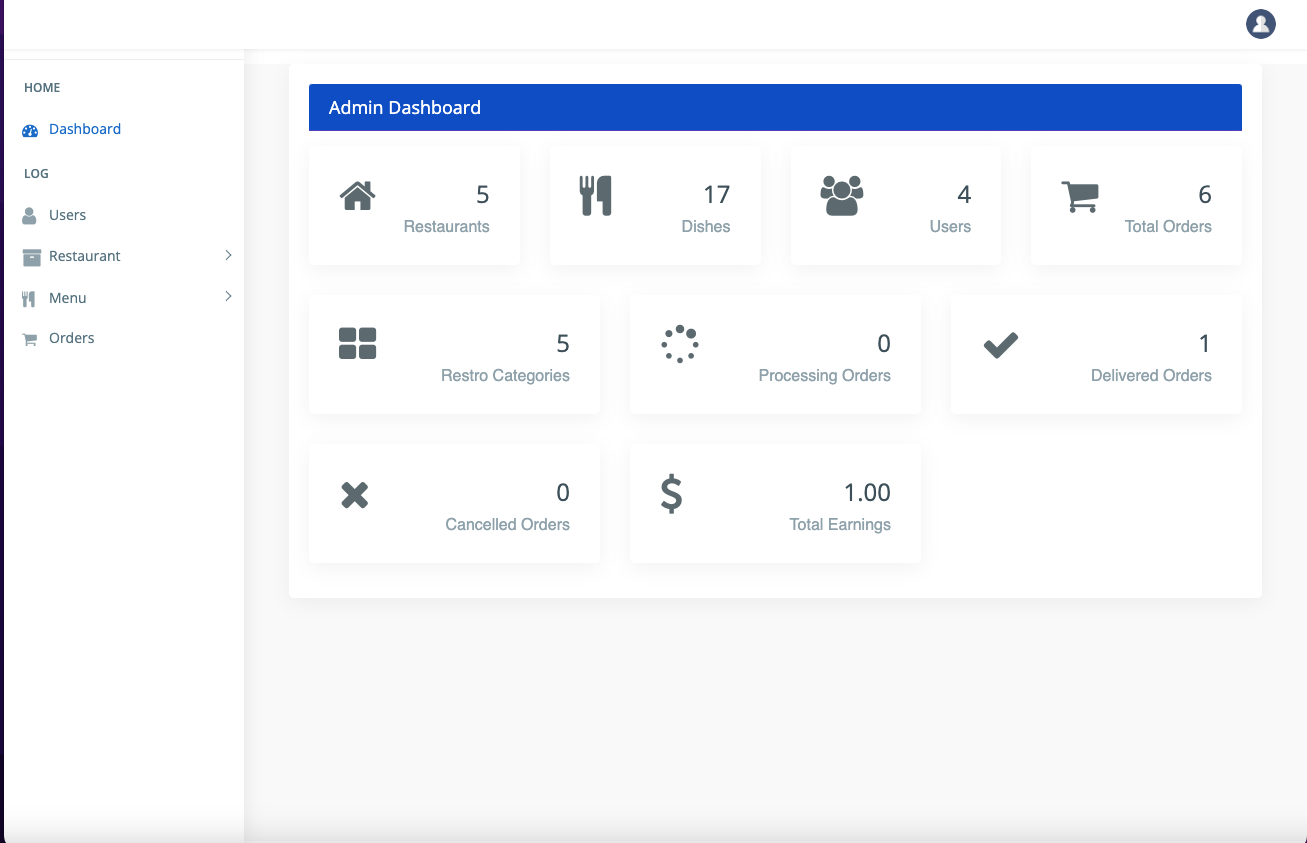 HOME
Dashboard
LOG
Users
Restaurant
Menu
Orders
Admin Dashboard
5
Restaurants
17
Dishes
4
Users
6
Total Orders
5
Restro Categories
0
Processing Orders
1
Delivered Orders
0
Cancelled Orders
1.00
Total Earnings